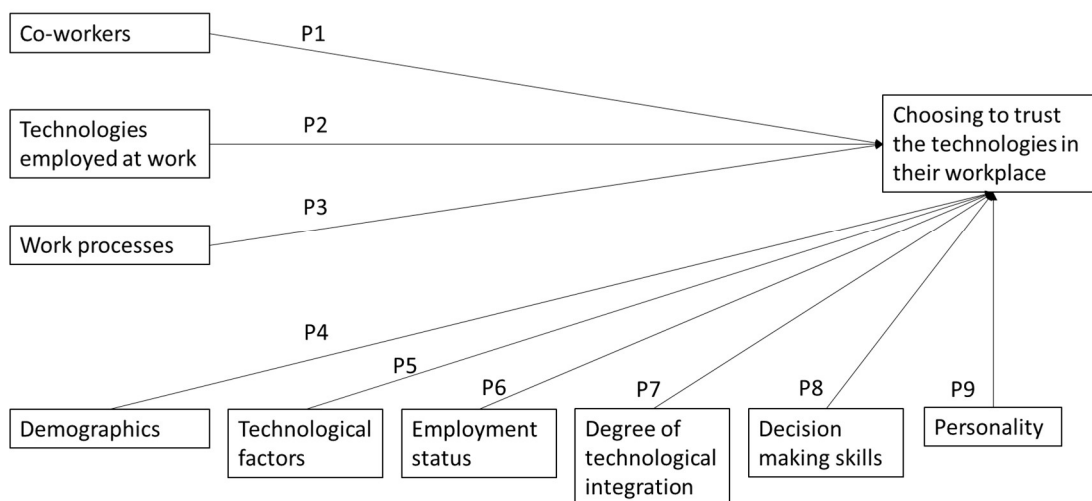 Co-workers
P1
Technologies
employed at work
P2
Choosing to trust
the technologies in
their workplace
P3
Work processes
P4
P5
P6
P7
P8
P9
Demographics
Technological
factors
Employment
status
Degree of
technological
integration
Decision
making skills
Personality